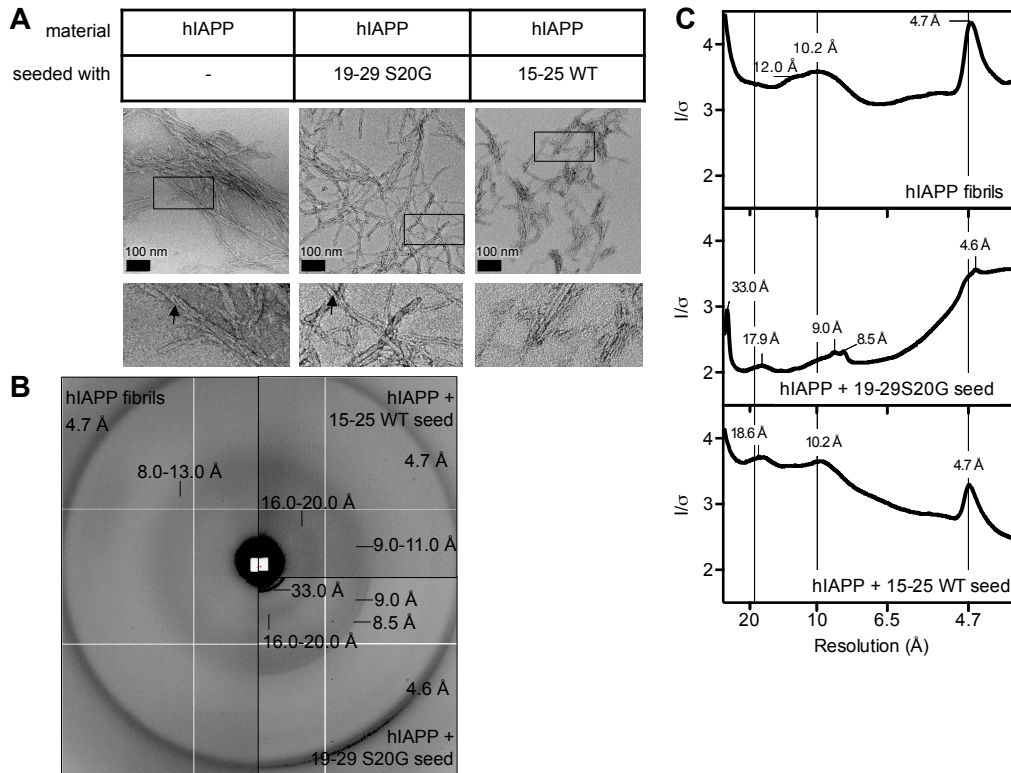 A
material
hIAPP
hIAPP
hIAPP
seeded with
-
19-29 S20G
15-25 WT
100 nm
100 nm
100 nm
B
hIAPP fibrils
4.7 Å
hIAPP +
15-25 WT seed
4.7 Å
8.0-13.0 Å
16.0-20.0 Å
9.0-11.0 Å
33.0 Å
9.0 Å
8.5 Å
16.0-20.0 Å
4.6 Å
hIAPP +
19-29 S20G seed
C
4.7 Å
10.2 Å
12.0 Å
4
3
2
I/σ
hIAPP fibrils
4.6 Å
33.0 Å
17.9 Å
9.0 Å
8.5 Å
4
3
2
I/σ
hIAPP + 19-29S20G seed
18.6 Å
10.2 Å
4.7 Å
4
3
2
I/σ
hIAPP + 15-25 WT seed
20
10
6.5
4.7
Resolution (Å)